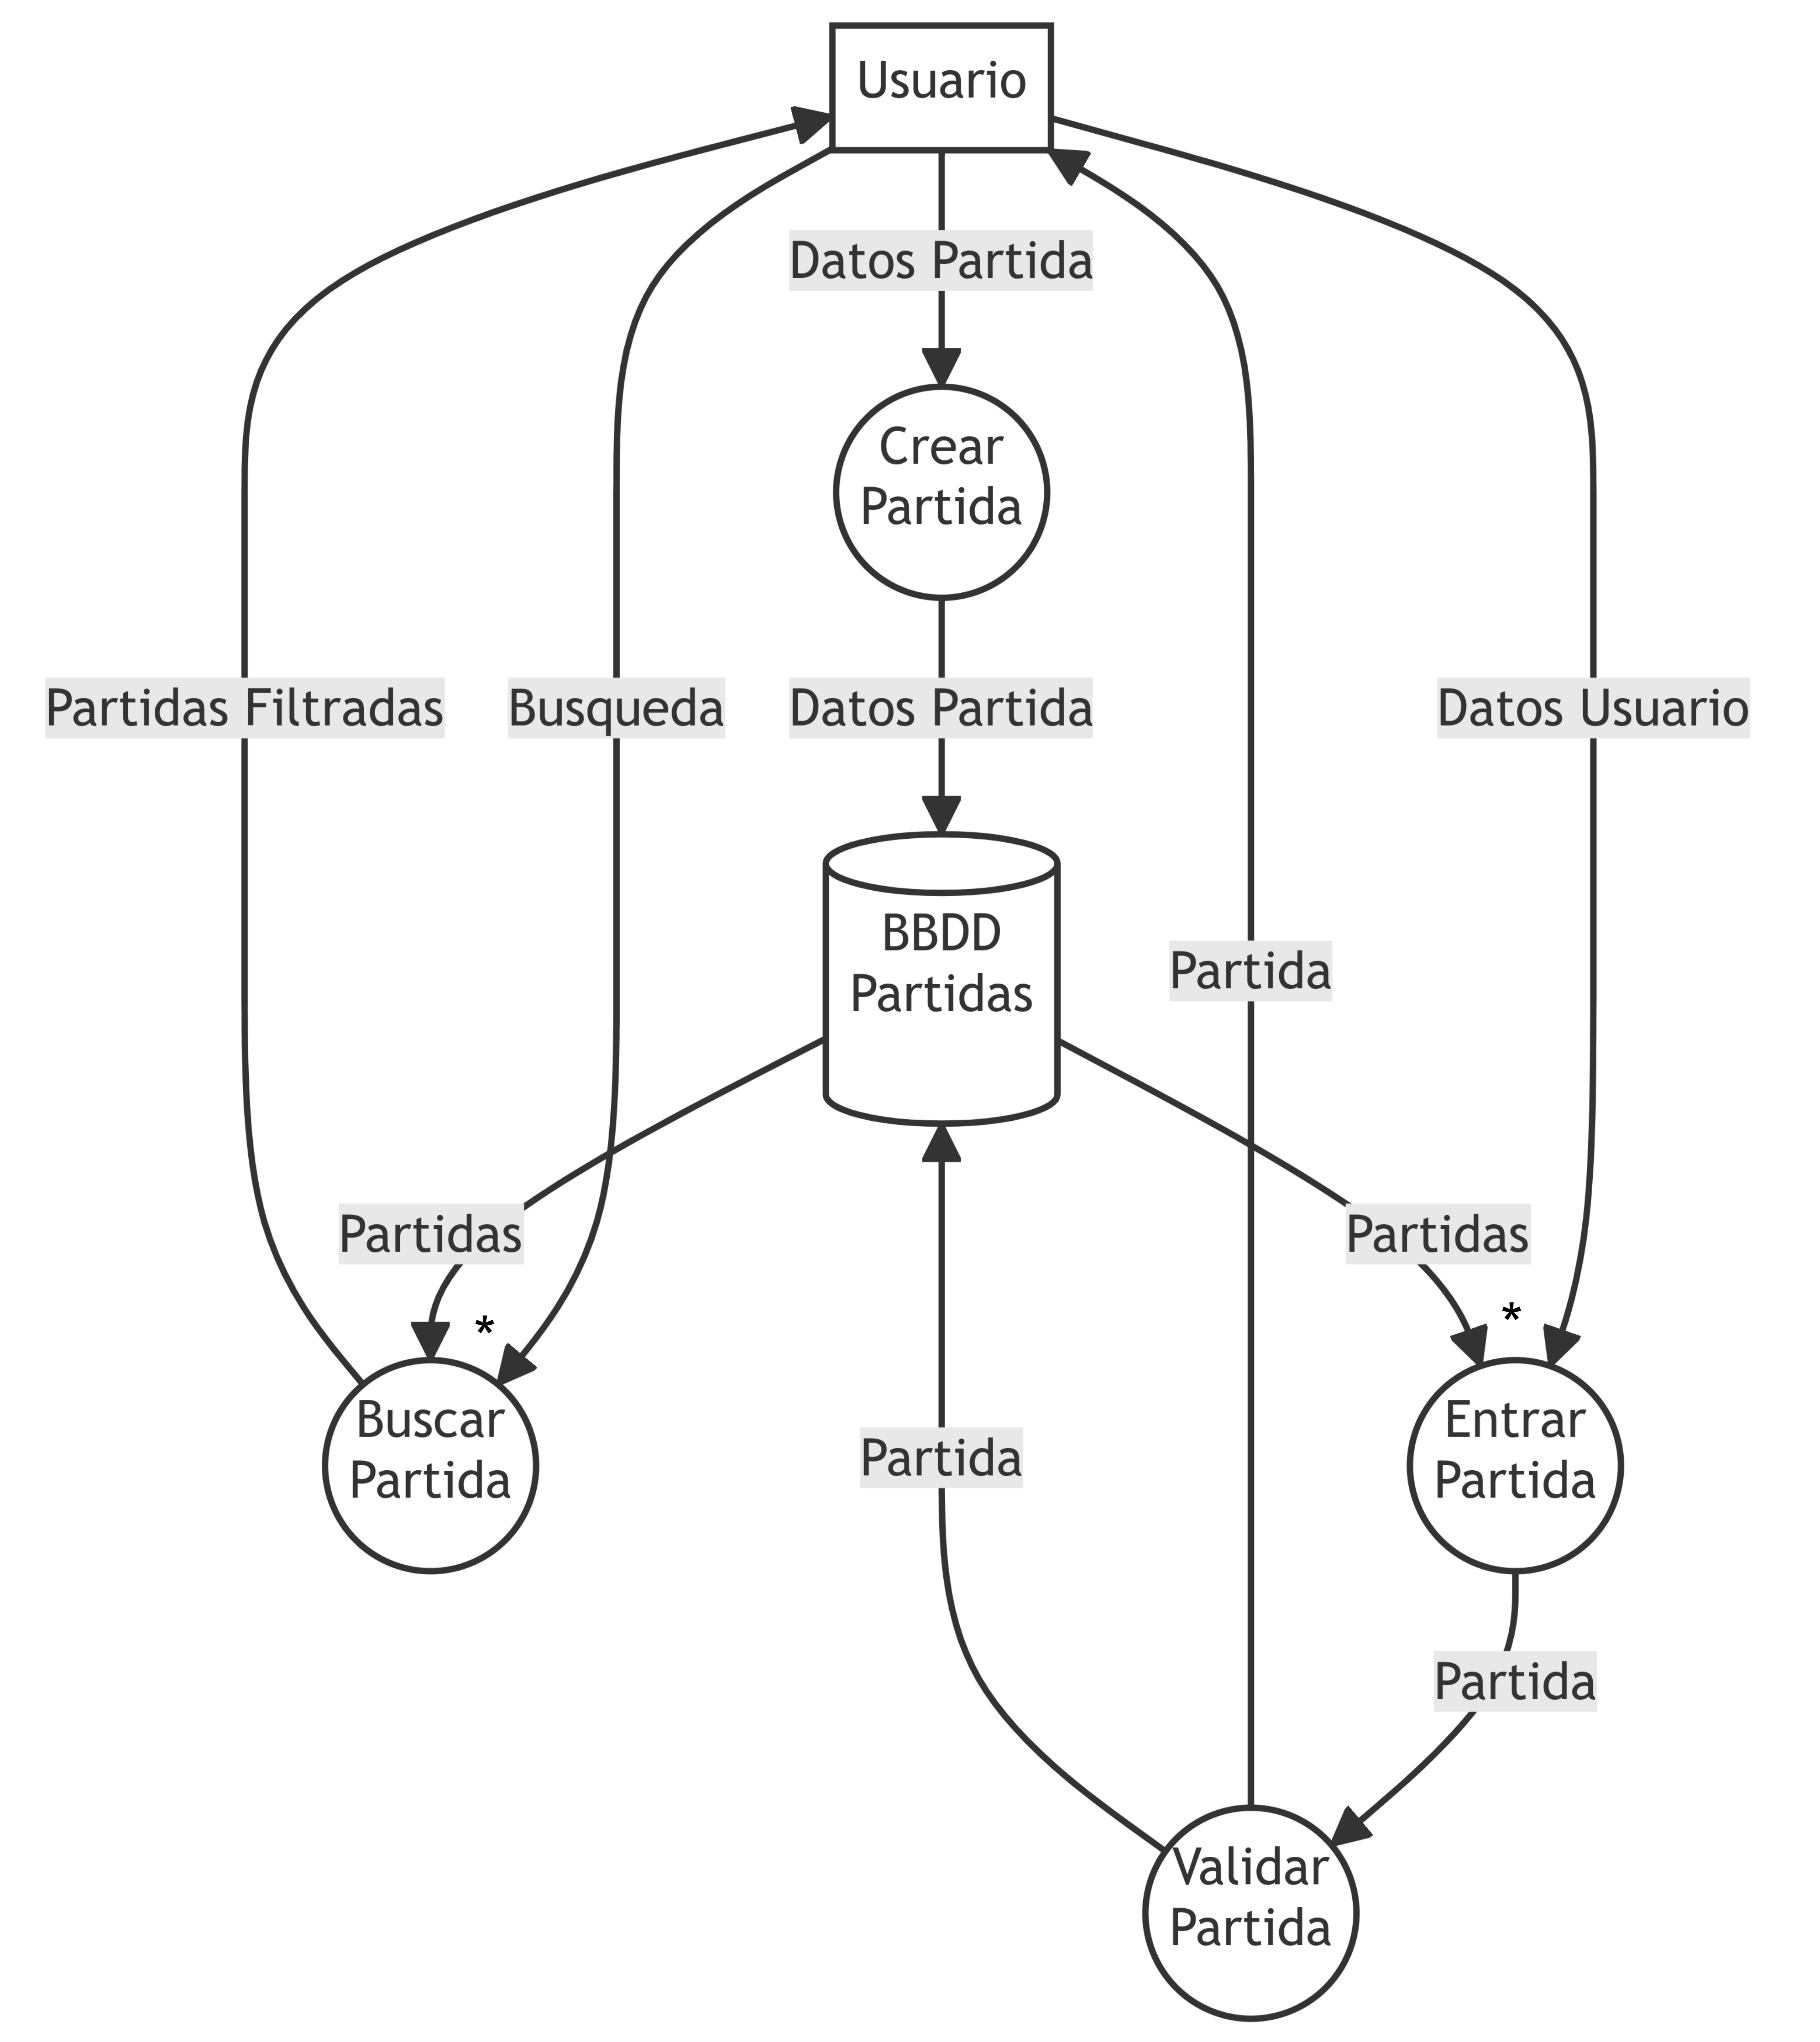 Usuario
Datos Partida
Crear
Partida
Partidas Filtradas
Busqueda
Datos Partida
Datos Usuario
BBDD
Partidas
Partida
Partidas
Partidas
*
*
Buscar
Partida
Entrar
Partida
Partida
Partida
Validar
Partida